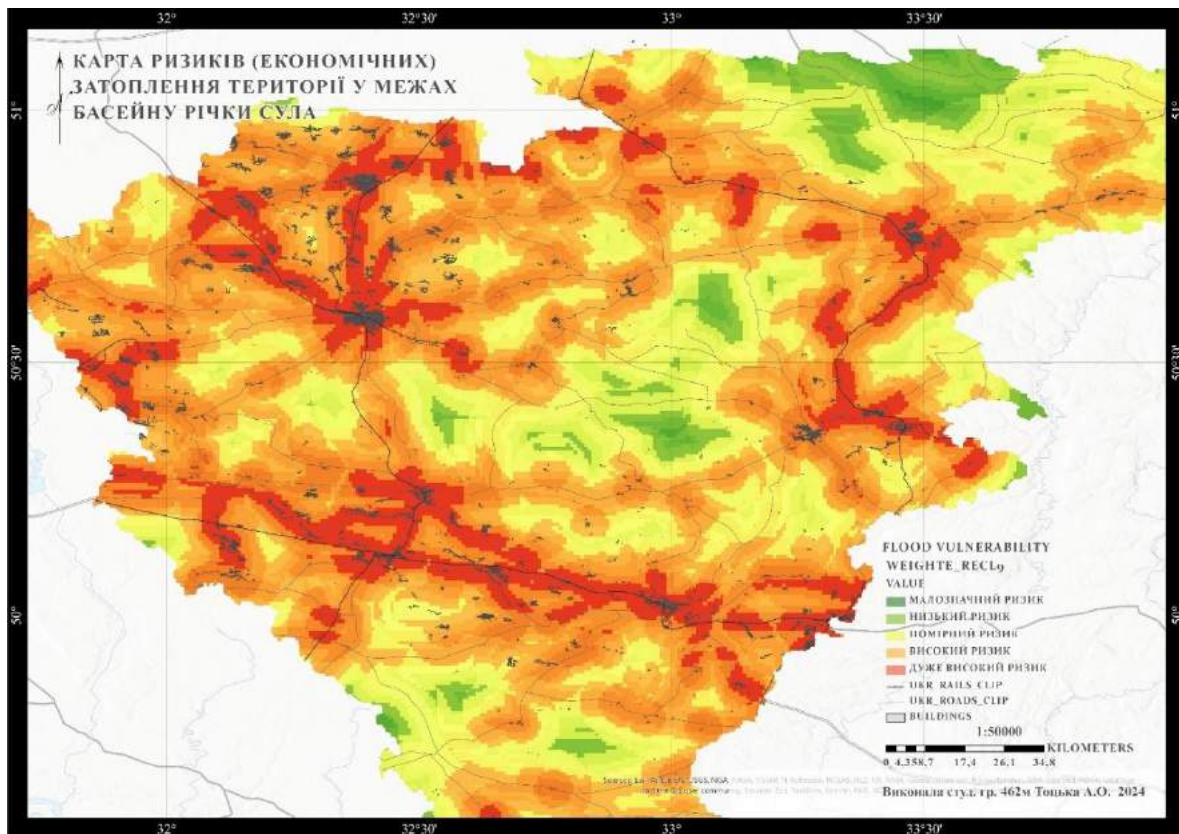 32°
32°30'
33°
33°30'
КАРТА РИЗИКІВ (ЕКОНОМІЧНИХ)
ЗАТОПЛЕННЯ ТЕРИТОРІЇ У МЕЖАХ
БАСЕЙНУ РІЧКИ СУЛА
51°
51°
50°30'
50°30'
50°
50°
FLOOD VULNERABILITY
WEIGHTE_RECL9
VALUE
МАЛОЗНАЧНИЙ РИЗИК
НИЗЬКИЙ РИЗИК
ПОМІРНИЙ РИЗИК
ВИСОКИЙ РИЗИК
ДУЖЕ ВИСОКИЙ РИЗИК
UKR_RAILS_CLIP
UKR_ROADS_CLIP
BUILDINGS
1:50000
KILOMETERS
0 4,358,7 17,4 26,1 34,8
Виконала студ. гр. 462м Тоцька А.О. 2024
32°
32°30'
33°
33°30'